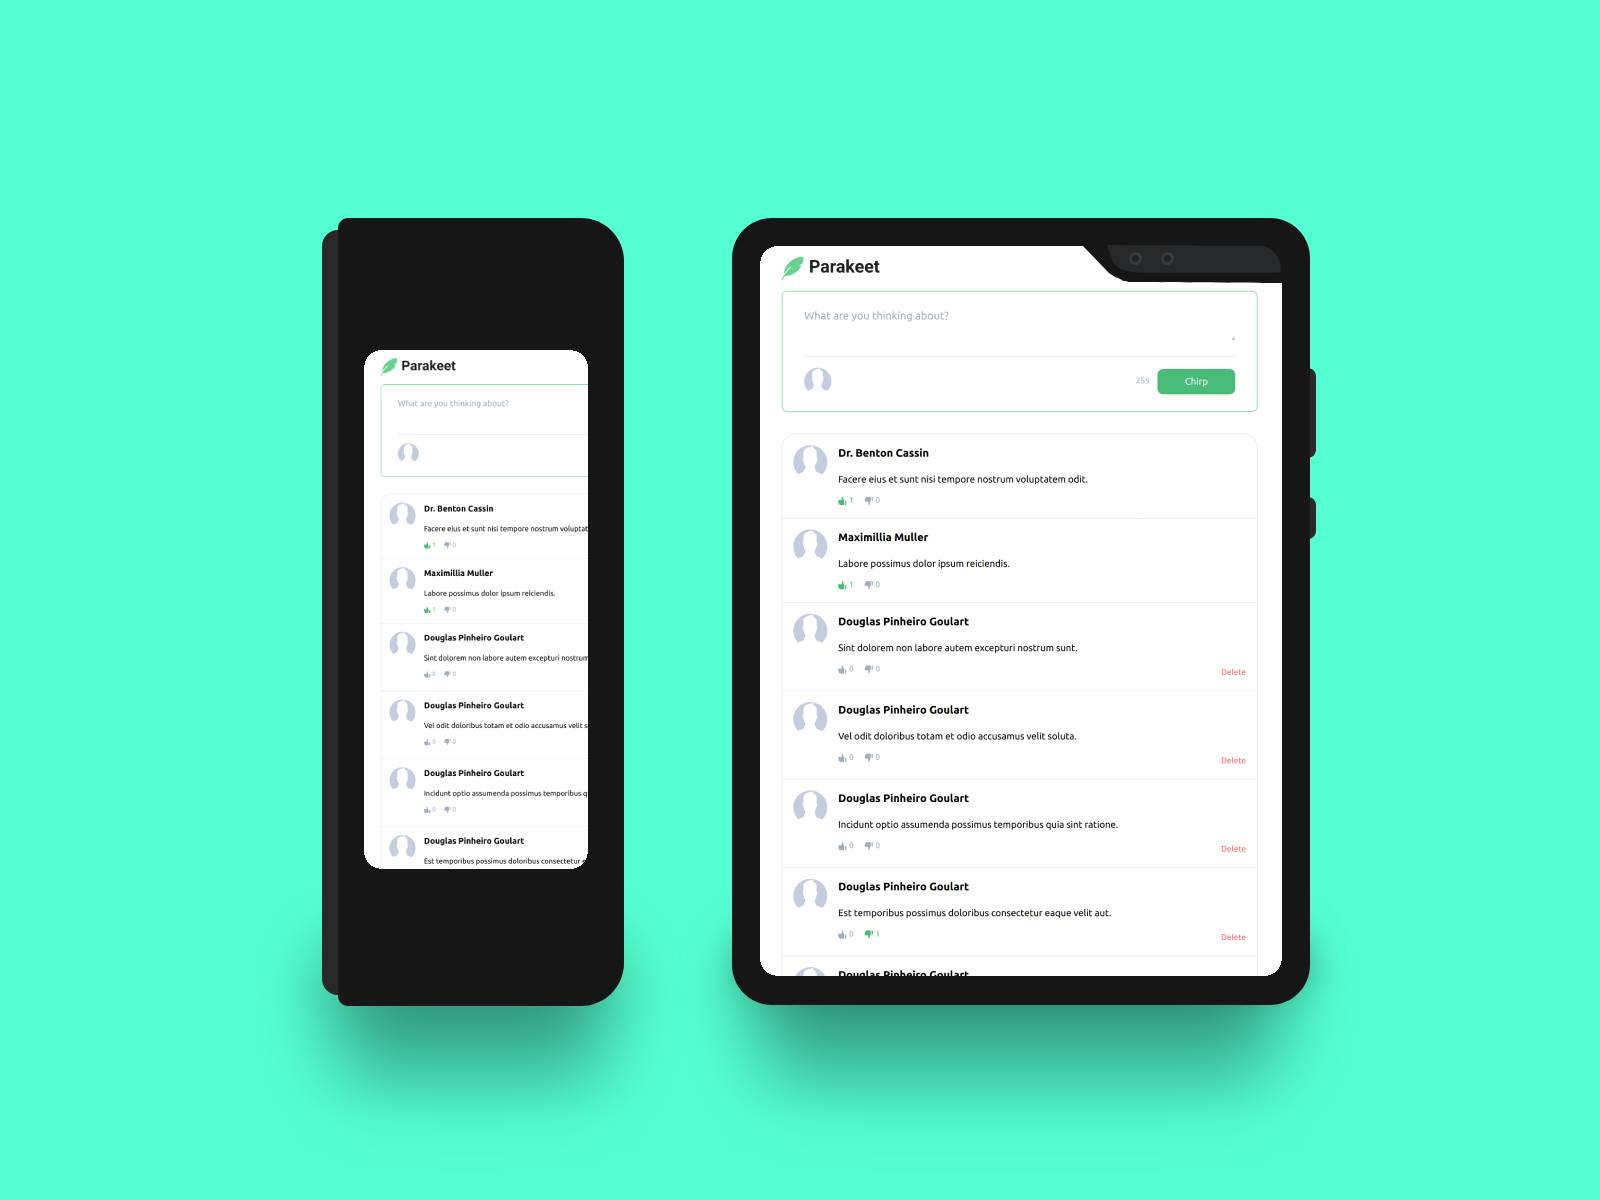 Parakeet
What are you thinking about?
Dr. Benton Cassin
Facere eius et sunt nisi tempore nostrum voluptat
1 0
Maximillia Muller
Labore possimus dolor ipsum reiciendis.
1 0
Douglas Pinheiro Goulart
Sint dolorem non labore autem excepturi nostrum
0 0
Douglas Pinheiro Goulart
Vel odit doloribus totam et odio accusamus velit s
0 0
Douglas Pinheiro Goulart
Incidunt optio assumenda possimus temporibus q
0 0
Douglas Pinheiro Goulart
Est temporibus possimus doloribus consectetur e
Parakeet
What are you thinking about?
255 Chirp
Dr. Benton Cassin
Facere eius et sunt nisi tempore nostrum voluptatem odit.
1 0
Maximillia Muller
Labore possimus dolor ipsum reiciendis.
1 0
Douglas Pinheiro Goulart
Sint dolorem non labore autem excepturi nostrum sunt.
0 0 Delete
Douglas Pinheiro Goulart
Vel odit doloribus totam et odio accusamus velit soluta.
0 0 Delete
Douglas Pinheiro Goulart
Incidunt optio assumenda possimus temporibus quia sint ratione.
0 0 Delete
Douglas Pinheiro Goulart
Est temporibus possimus doloribus consectetur eaque velit aut.
0 1 Delete
Douglas Pinheiro Goulart